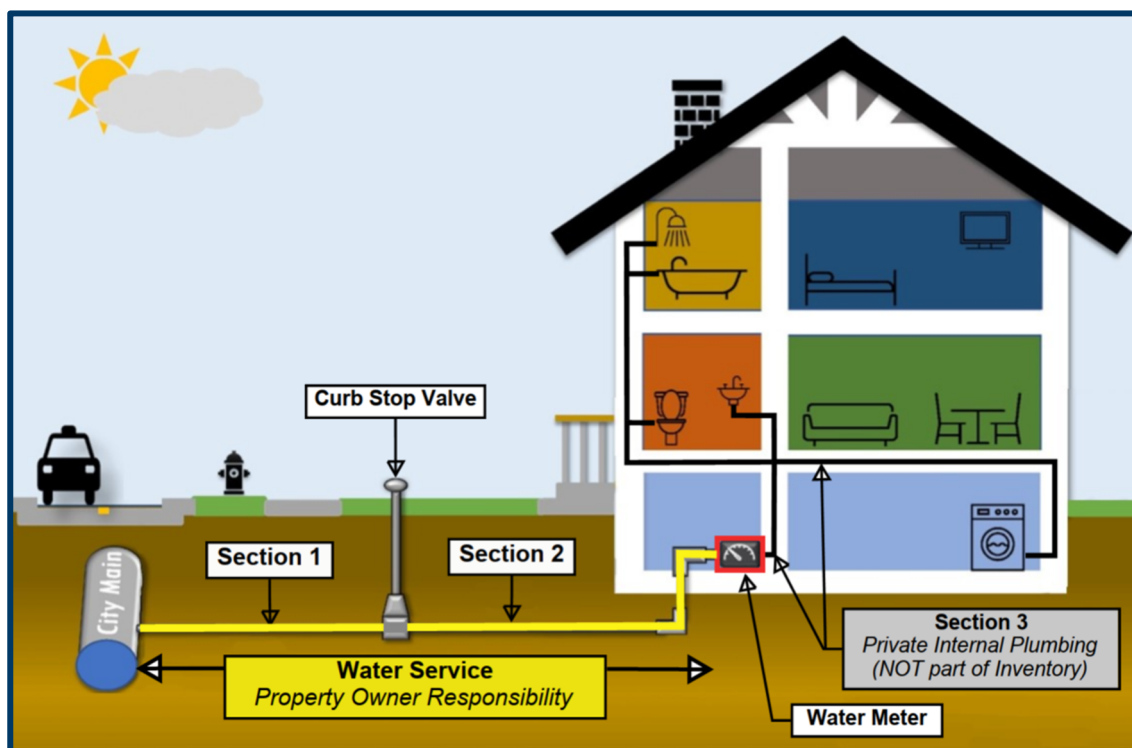 Curb Stop Valve
Section 1
Section 2
City Main
Water Service
Property Owner Responsibility
Section 3
Private Internal Plumbing
(NOT part of Inventory)
Water Meter